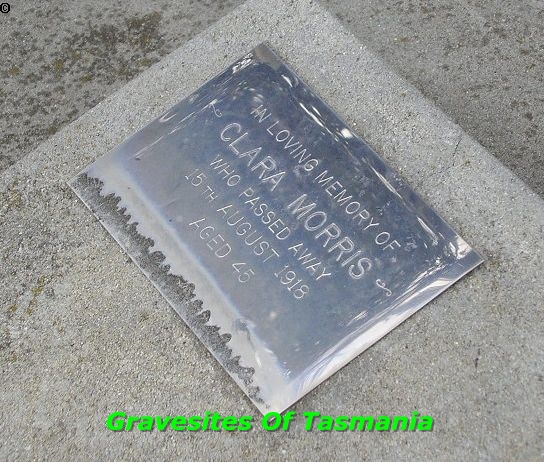 ©
IN LOVING MEMORY OF
CLARA MORRIS
WHO PASSED AWAY
15TH AUGUST 1918
AGED 45
Gravesites Of Tasmania